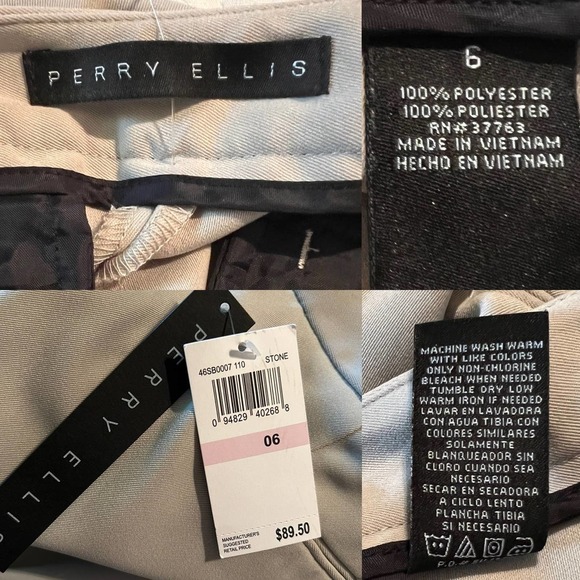 PERRY ELLIS
6
100% POLYESTER
100% POLIESTER
RN# 37763
MADE IN VIETNAM
HECHO EN VIETNAM
PERRY ELLIS
46SB0007 110 STONE
0 94829 40268 8
06
MANUFACTURER'S
SUGGESTED
RETAIL PRICE
$89.50
MACHINE WASH WARM
WITH LIKE COLORS
ONLY NON-CHLORINE
BLEACH WHEN NEEDED
TUMBLE DRY LOW
WARM IRON IF NEEDED
LAVAR EN LAVADORA
CON AGUA TIBIA CON
COLORES SIMILARES
SOLAMENTE
BLANQUEADOR SIN
CLORO CUANDO SEA
NECESARIO
SECAR EN SECADORA
A CICLO LENTO
PLANCHA TIBIA
SI NECESARIO